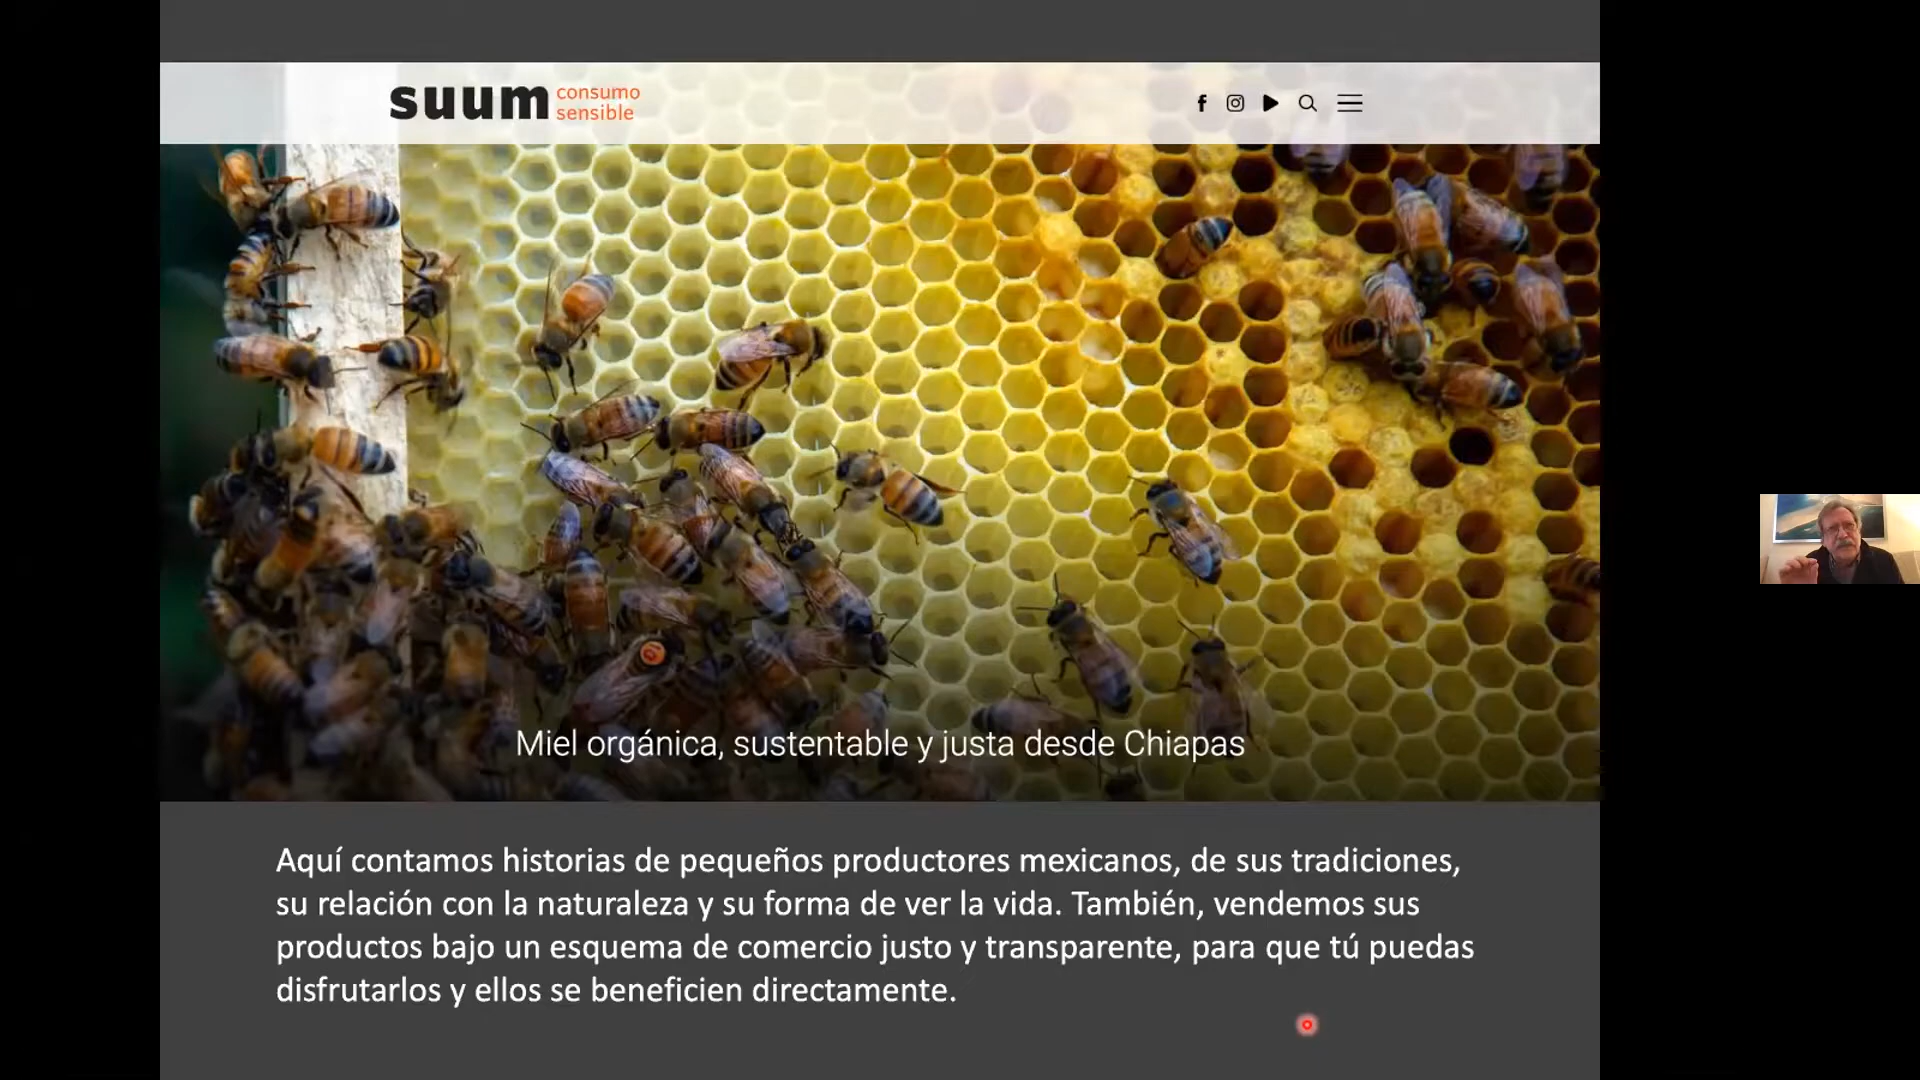 suum consumo
sensible
Miel orgánica, sustentable y justa desde Chiapas
Aquí contamos historias de pequeños productores mexicanos, de sus tradiciones,
su relación con la naturaleza y su forma de ver la vida. También, vendemos sus
productos bajo un esquema de comercio justo y transparente, para que tú puedas
disfrutarlos y ellos se beneficien directamente.